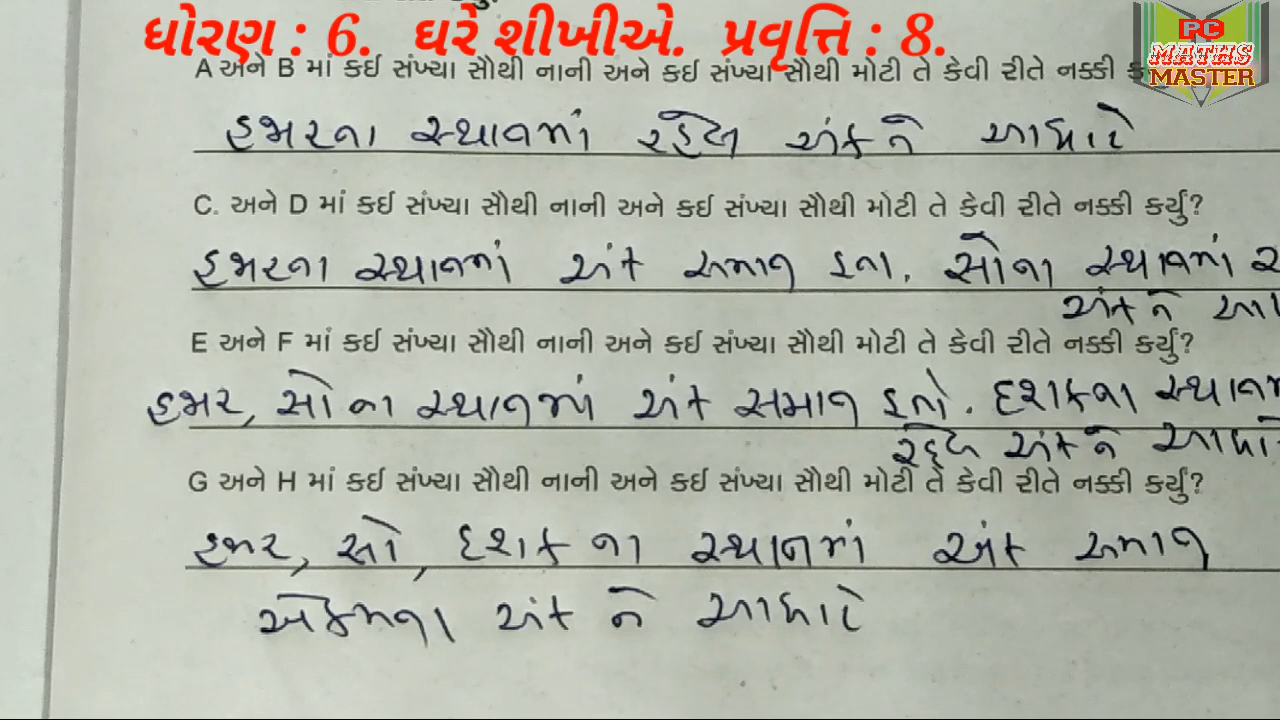 ધોરણ : 6. ઘરે શીખીએ. પ્રવૃત્તિ : 8.
PC
MATHS
MASTER
A અને B માં કઈ સંખ્યા સૌથી નાની અને કઈ સંખ્યા સૌથી મોટી તે કેવી રીતે નક્કી
હજારના સ્થાનમાં રહેલ અંક ને આધારે
C. અને D માં કઈ સંખ્યા સૌથી નાની અને કઈ સંખ્યા સૌથી મોટી તે કેવી રીતે નક્કી કર્યું?
હજારના સ્થાનમાં અંક સમાન હતા. સોના સ્થાનમાં
અંક ને
E અને F માં કઈ સંખ્યા સૌથી નાની અને કઈ સંખ્યા સૌથી મોટી તે કેવી રીતે નક્કી કર્યું?
હજાર, સો ના સ્થાનમાં અંક સમાન હતો. દશકના
રહેલ અંક ને
G અને H માં કઈ સંખ્યા સૌથી નાની અને કઈ સંખ્યા સૌથી મોટી તે કેવી રીતે નક્કી કર્યું?
હજાર, સો, દશક ના સ્થાનમાં અંક સમાન
એકમના અંક ને આધારે